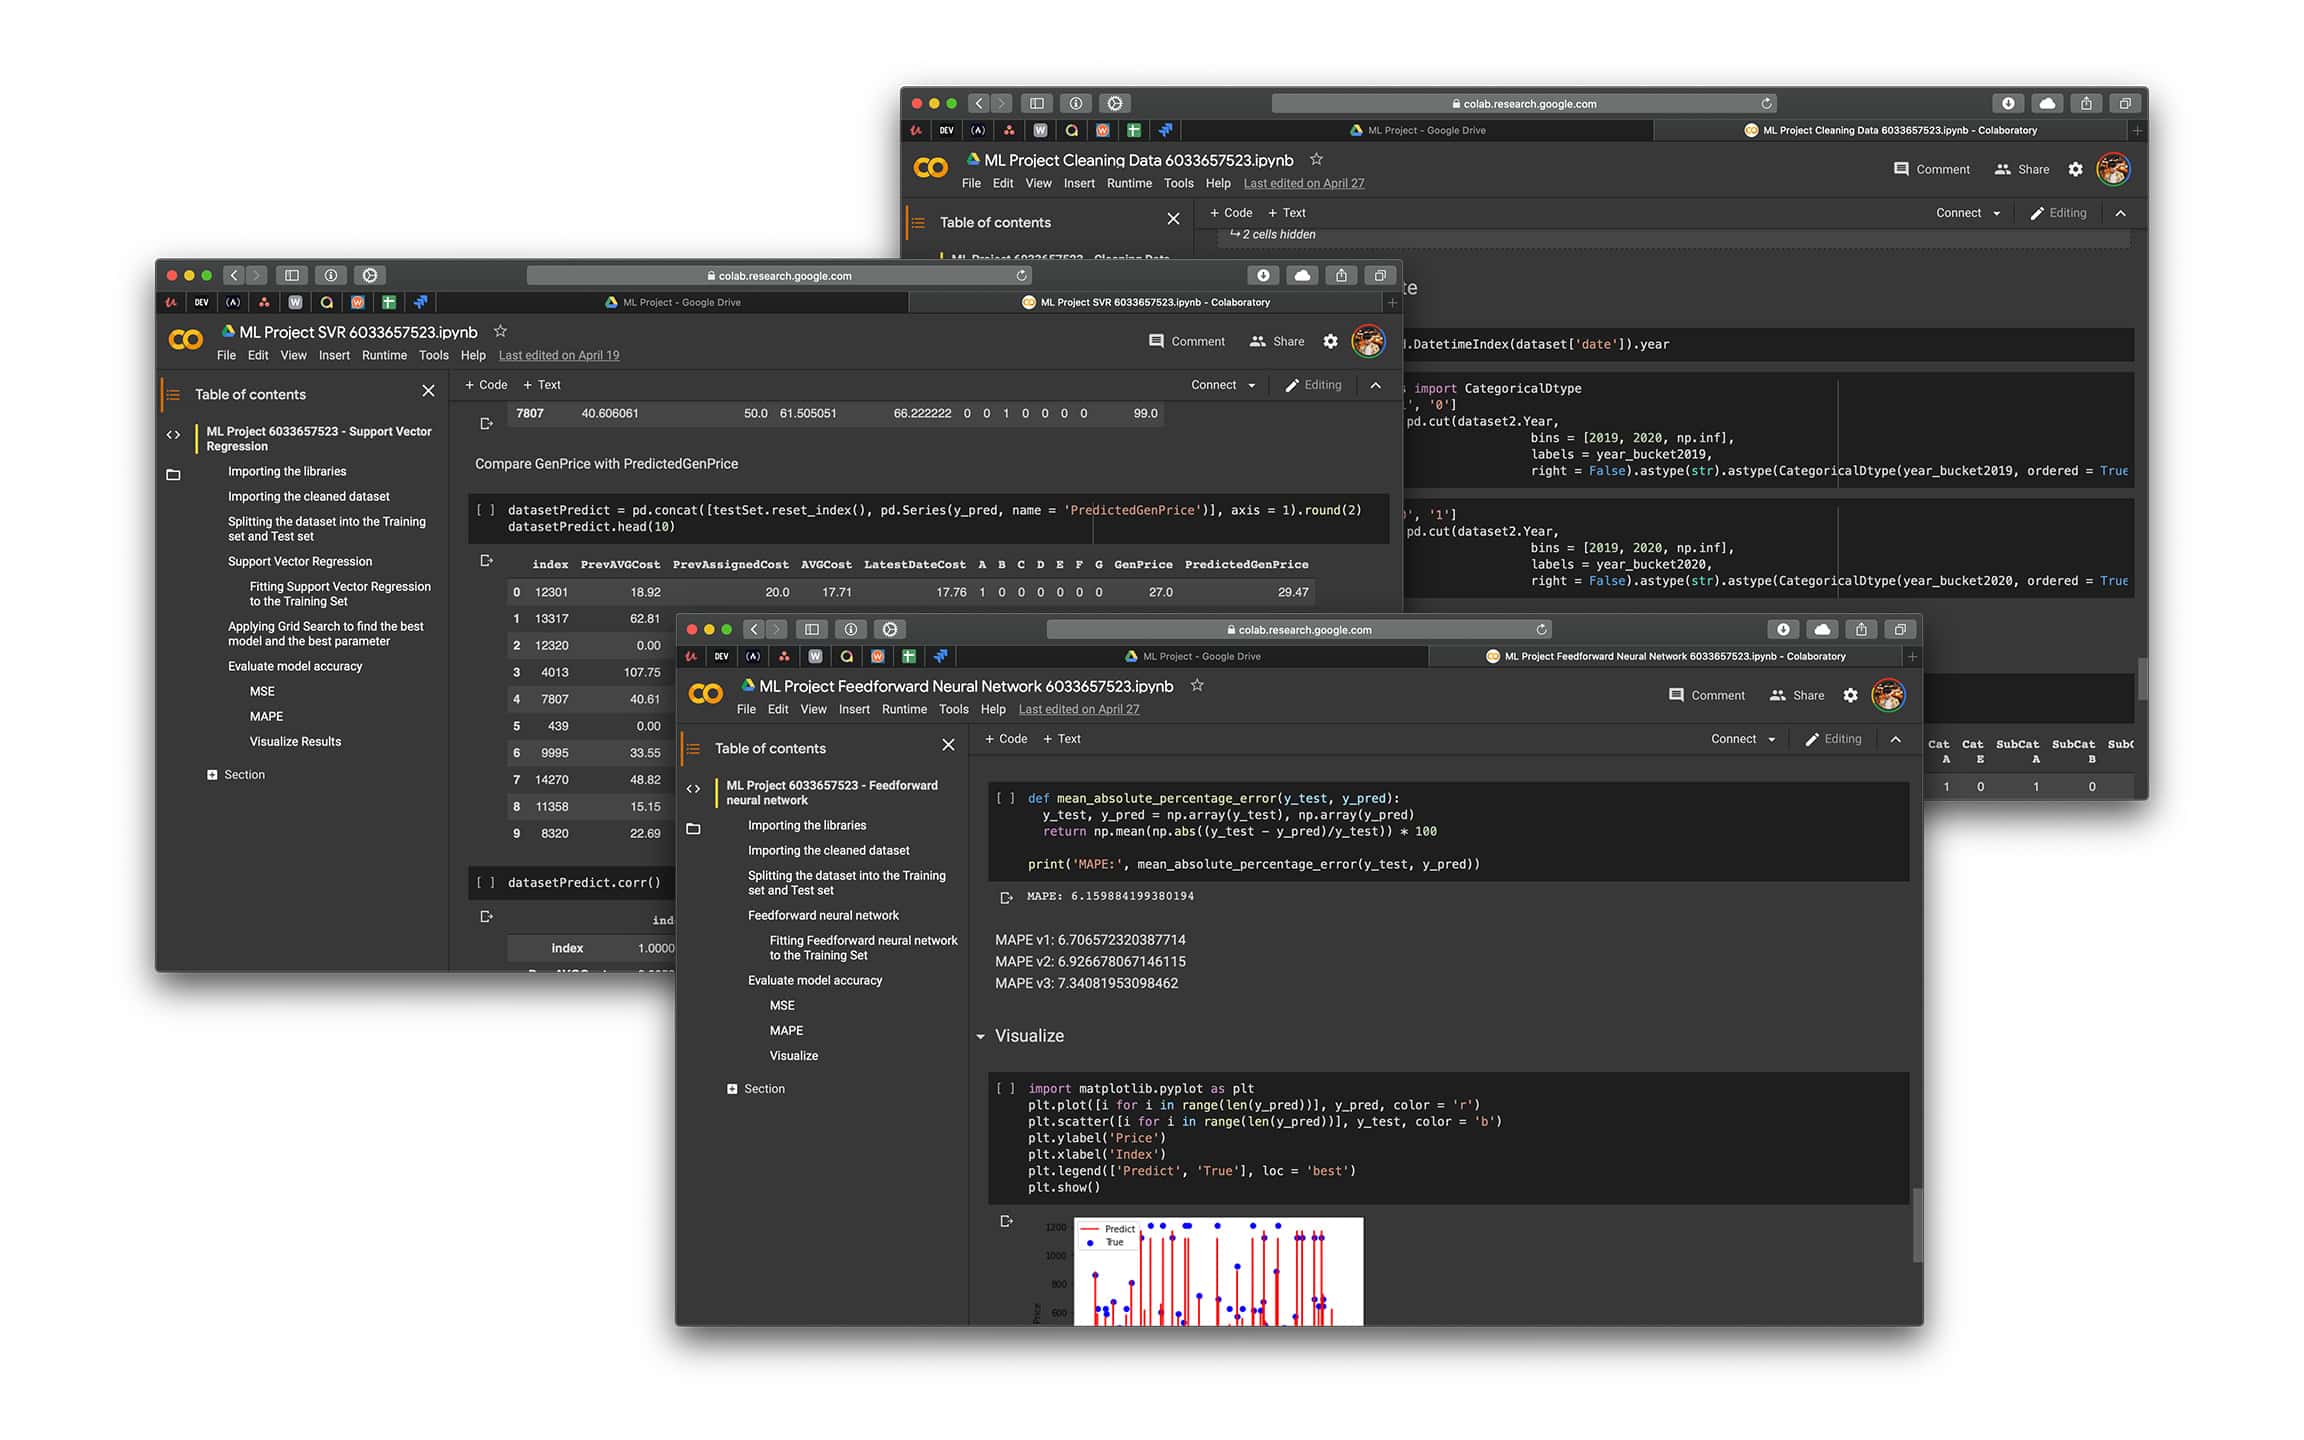 colab.research.google.com
DEV
ML Project - Google Drive
ML Project Cleaning Data 6033657523.ipynb - Colaboratory
ML Project Cleaning Data 6033657523.ipynb
Comment
Share
File Edit View Insert Runtime Tools Help Last edited on April 27
Table of contents
+ Code + Text
Connect
Editing
2 cells hidden
.DatetimeIndex(dataset['date']).year
import CategoricalDtype
', '0']
pd.cut(dataset2.Year,
bins = [2019, 2020, np.inf],
labels = year_bucket2019,
right = False).astype(str).astype(CategoricalDtype(year_bucket2019, ordered = True
', '1']
pd.cut(dataset2.Year,
bins = [2019, 2020, np.inf],
labels = year_bucket2020,
right = False).astype(str).astype(CategoricalDtype(year_bucket2020, ordered = True
Cat Cat SubCat SubCat
A E A B
1 0 1 0
colab.research.google.com
DEV
ML Project - Google Drive
ML Project SVR 6033657523.ipynb - Colaboratory
ML Project SVR 6033657523.ipynb
Comment
Share
File Edit View Insert Runtime Tools Help Last edited on April 19
Table of contents
ML Project 6033657523 - Support Vector
Regression
Importing the libraries
Importing the cleaned dataset
Splitting the dataset into the Training
set and Test set
Support Vector Regression
Fitting Support Vector Regression
to the Training Set
Applying Grid Search to find the best
model and the best parameter
Evaluate model accuracy
MSE
MAPE
Visualize Results
Section
+ Code + Text
Connect
Editing
7807 40.606061 50.0 61.505051 66.222222 0 0 1 0 0 0 0 99.0
Compare GenPrice with PredictedGenPrice
[ ] datasetPredict = pd.concat([testSet.reset_index(), pd.Series(y_pred, name = 'PredictedGenPrice')], axis = 1).round(2)
datasetPredict.head(10)
index PrevAVGCost PrevAssignedCost AVGCost LatestDateCost A B C D E F G GenPrice PredictedGenPrice
0 12301 18.92 20.0 17.71 17.76 1 0 0 0 0 0 0 27.0 29.47
1 13317 62.81
2 12320 0.00
3 4013 107.75
4 7807 40.61
5 439 0.00
6 9995 33.55
7 14270 48.82
8 11358 15.15
9 8320 22.69
[ ] datasetPredict.corr()
index 1.0000
colab.research.google.com
DEV
ML Project - Google Drive
ML Project Feedforward Neural Network 6033657523.ipynb - Colaboratory
ML Project Feedforward Neural Network 6033657523.ipynb
Comment
Share
File Edit View Insert Runtime Tools Help Last edited on April 27
Table of contents
ML Project 6033657523 - Feedforward
neural network
Importing the libraries
Importing the cleaned dataset
Splitting the dataset into the Training
set and Test set
Feedforward neural network
Fitting Feedforward neural network
to the Training Set
Evaluate model accuracy
MSE
MAPE
Visualize
Section
+ Code + Text
Connect
Editing
[ ] def mean_absolute_percentage_error(y_test, y_pred):
y_test, y_pred = np.array(y_test), np.array(y_pred)
return np.mean(np.abs((y_test - y_pred)/y_test)) * 100
print('MAPE:', mean_absolute_percentage_error(y_test, y_pred))
MAPE: 6.159884199380194
MAPE v1: 6.706572320387714
MAPE v2: 6.926678067146115
MAPE v3: 7.34081953098462
Visualize
[ ] import matplotlib.pyplot as plt
plt.plot([i for i in range(len(y_pred))], y_pred, color = 'r')
plt.scatter([i for i in range(len(y_pred))], y_test, color = 'b')
plt.ylabel('Price')
plt.xlabel('Index')
plt.legend(['Predict', 'True'], loc = 'best')
plt.show()
1200
1000
800
600
Price
Predict
True